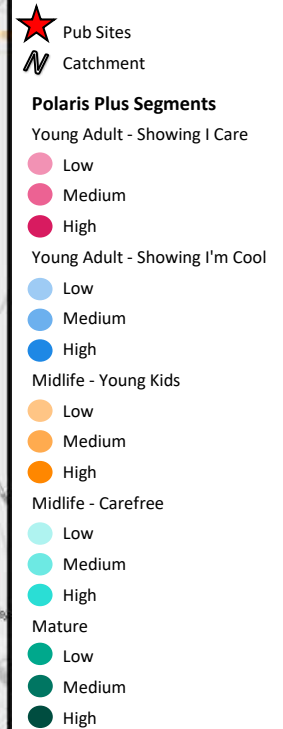 Pub Sites
Catchment
Polaris Plus Segments
Young Adult - Showing I Care
Low
Medium
High
Young Adult - Showing I'm Cool
Low
Medium
High
Midlife - Young Kids
Low
Medium
High
Midlife - Carefree
Low
Medium
High
Mature
Low
Medium
High